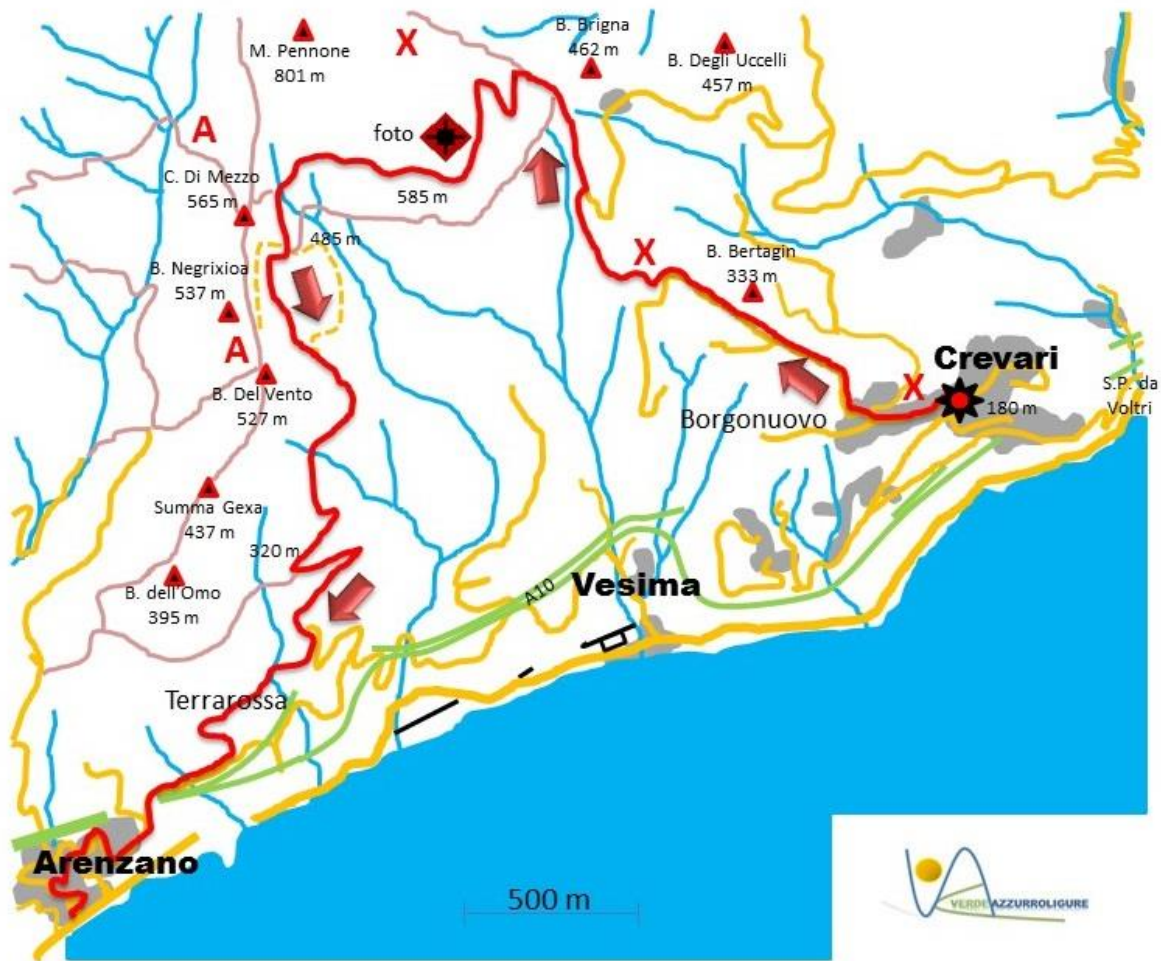 M. Pennone
801 m
X
B. Brigna
462 m
B. Degli Uccelli
457 m
A
foto
C. Di Mezzo
565 m
585 m
485 m
X
B. Bertagin
333 m
B. Negrixioa
537 m
A
B. Del Vento
527 m
Crevari
X
180 m
S.P. da
Voltri
Borgonuovo
Summa Gexa
437 m
320 m
B. dell'Omo
395 m
A10
Vesima
Terrarossa
Arenzano
500 m
VERDEAZZURROLIGURE